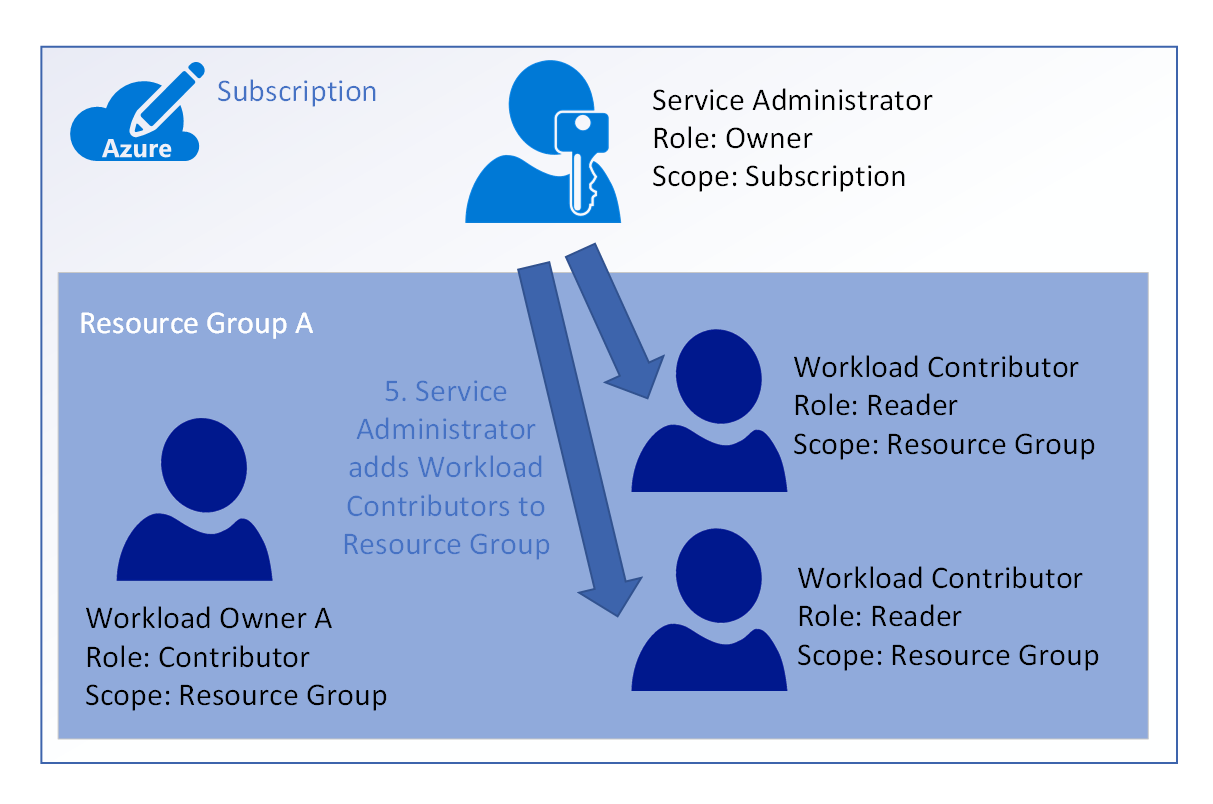 Azure
Subscription
Service Administrator
Role: Owner
Scope: Subscription
Resource Group A
5. Service
Administrator
adds Workload
Contributors to
Resource Group
Workload Contributor
Role: Reader
Scope: Resource Group
Workload Owner A
Role: Contributor
Scope: Resource Group
Workload Contributor
Role: Reader
Scope: Resource Group